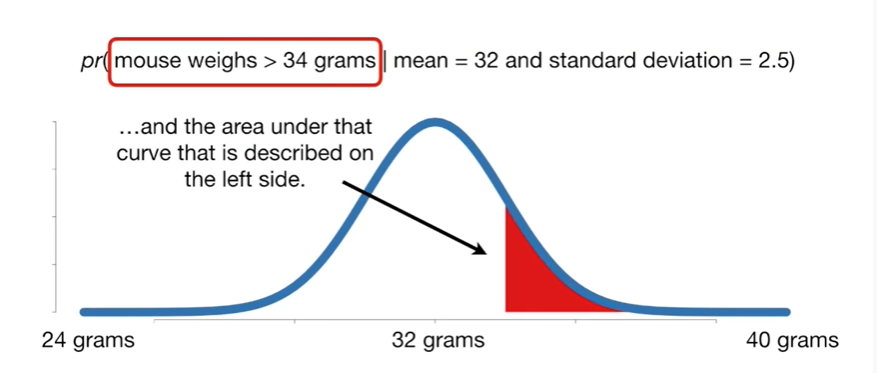 pr(mouse weighs > 34 grams | mean = 32 and standard deviation = 2.5)
…and the area under that
curve that is described on
the left side.
24 grams
32 grams
40 grams